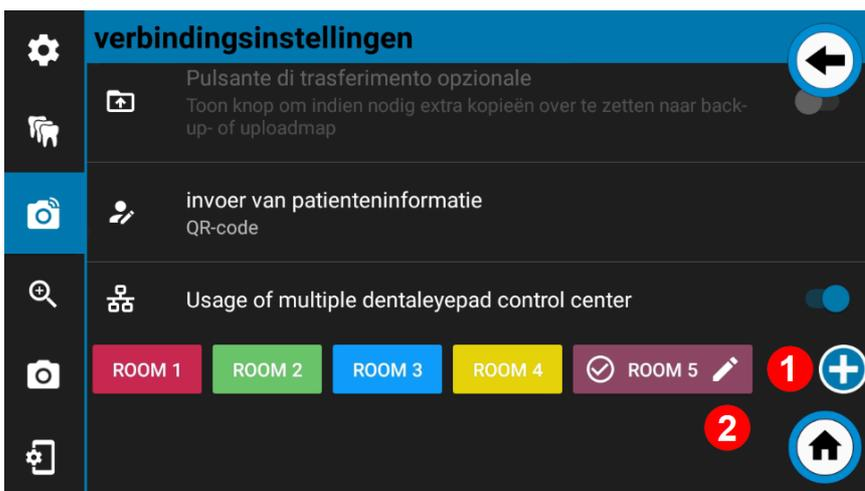 verbindingsinstellingen
Pulsante di trasferimento opzionale
Toon knop om indien nodig extra kopieën over te zetten naar back-
up- of uploadmap
invoer van patienteninformatie
QR-code
Usage of multiple dentaleyepad control center
ROOM 1 ROOM 2 ROOM 3 ROOM 4 ROOM 5 1
2